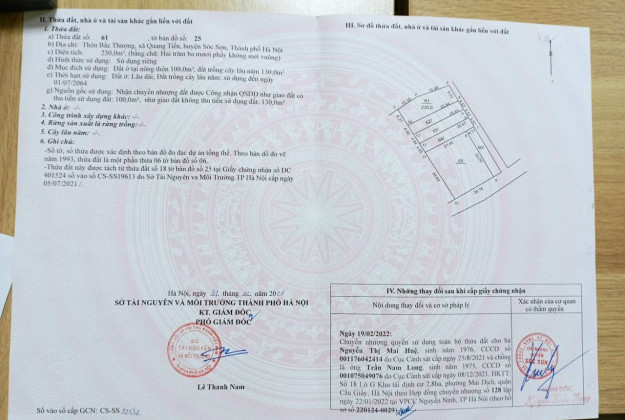 II. Thửa đất, nhà ở và tài sản khác gắn liền với đất
1. Thửa đất:
a) Thửa đất số: 61 , tờ bản đồ số: 25
b) Địa chỉ: Thôn Bắc Thượng, xã Quang Tiến, huyện Sóc Sơn, Thành phố Hà Nội
c) Diện tích: 230,0m², (bằng chữ: Hai trăm ba mươi phẩy không mét vuông)
d) Hình thức sử dụng: Sử dụng riêng
đ) Mục đích sử dụng: Đất ở tại nông thôn 100,0m², đất trồng cây lâu năm 130,0m²
e) Thời hạn sử dụng: Đất ở: Lâu dài; Đất trồng cây lâu năm: sử dụng đến ngày
01/07/2064
g) Nguồn gốc sử dụng: Nhận chuyển nhượng đất được Công nhận QSDĐ như giao đất có
thu tiền sử dụng đất: 100,0m², như giao đất không thu tiền sử dụng đất: 130,0m²
2. Nhà ở: -/-
3. Công trình xây dựng khác: -/-
4. Rừng sản xuất là rừng trồng: -/-
5. Cây lâu năm: -/-
6. Ghi chú:
-Số tờ, số thửa được xác định theo bản đồ đo đạc dự án tổng thể. Theo bản đồ đo vẽ
năm 1993, thửa đất là một phần thửa 06 tờ bản đồ số 06.
-Thửa đất này được tách từ thửa đất số 18 tờ bản đồ số 25 tại Giấy chứng nhận số DC
401524 số vào sổ CS-SS19613 do Sở Tài Nguyên và Môi Trường TP Hà Nội cấp ngày
05/07/2021./.
Hà Nội, ngày 31 tháng 12 năm 2021
SỞ TÀI NGUYÊN VÀ MÔI TRƯỜNG THÀNH PHỐ HÀ NỘI
KT. GIÁM ĐỐC
PHÓ GIÁM ĐỐC
Lê Thanh Nam
Số vào sổ cấp GCN: CS-SS
III. Sơ đồ thửa đất, nhà ở và tài sản khác gắn liền với đất
IV. Những thay đổi sau khi cấp giấy chứng nhận
Nội dung thay đổi và cơ sở pháp lý
Xác nhận của cơ quan
có thẩm quyền
Ngày 19/02/2022:
Chuyển nhượng quyền sử dụng toàn bộ thửa đất cho bà
Nguyễn Thị Mai Huệ, sinh năm 1976, CCCD số
001176042414 do Cục Cảnh sát cấp ngày 25/8/2021 và chồng
là ông Trần Nam Long, sinh năm 1975, CCCD số
001075049076 do Cục Cảnh sát cấp ngày 08/12/2021, HKTT
Số 18 Lô G Khu tái định cư 2,8ha, phường Mai Dịch, quận
Cầu Giấy, Hà Nội theo Hợp đồng chuyển nhượng số 128 lập
ngày 22/01/2022 tại VPCC Nguyễn Ninh, TP Hà Nội (theo hồ
sơ số 220124-0029)